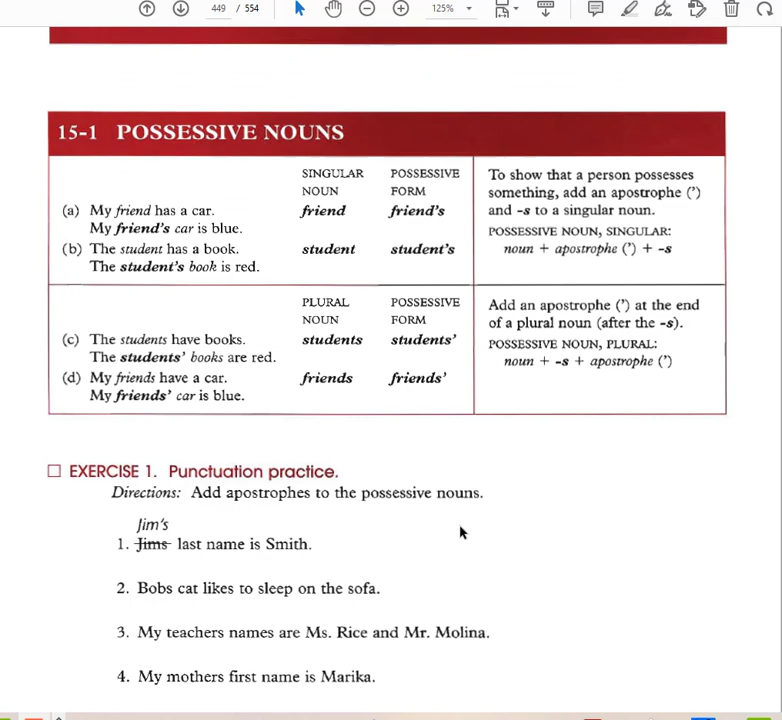 449 / 554 125%
15-1 POSSESSIVE NOUNS
SINGULAR NOUN
POSSESSIVE FORM
(a) My friend has a car. friend friend's
My friend's car is blue.
(b) The student has a book. student student's
The student's book is red.
To show that a person possesses
something, add an apostrophe (')
and -s to a singular noun.
POSSESSIVE NOUN, SINGULAR:
noun + apostrophe (') + -s
PLURAL NOUN
POSSESSIVE FORM
(c) The students have books. students students'
The students' books are red.
(d) My friends have a car. friends friends'
My friends' car is blue.
Add an apostrophe (') at the end
of a plural noun (after the -s).
POSSESSIVE NOUN, PLURAL:
noun + -s + apostrophe (')
EXERCISE 1. Punctuation practice.
Directions: Add apostrophes to the possessive nouns.
Jim's
1. Jims last name is Smith.
2. Bobs cat likes to sleep on the sofa.
3. My teachers names are Ms. Rice and Mr. Molina.
4. My mothers first name is Marika.